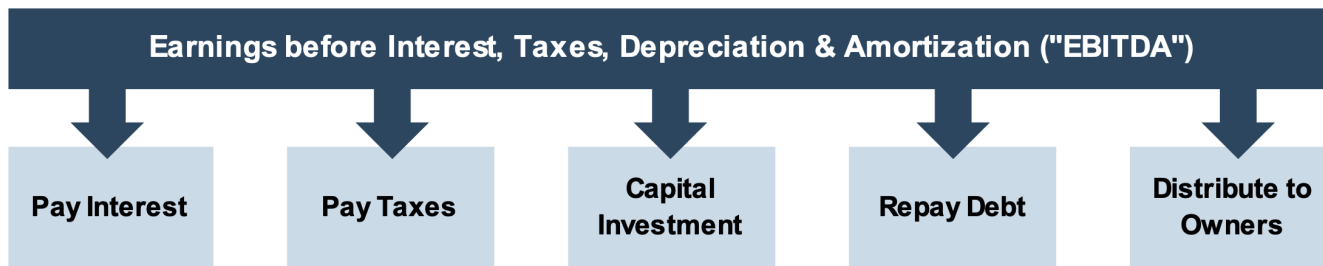 Earnings before Interest, Taxes, Depreciation & Amortization ("EBITDA")
Pay Interest
Pay Taxes
Capital
Investment
Repay Debt
Distribute to
Owners